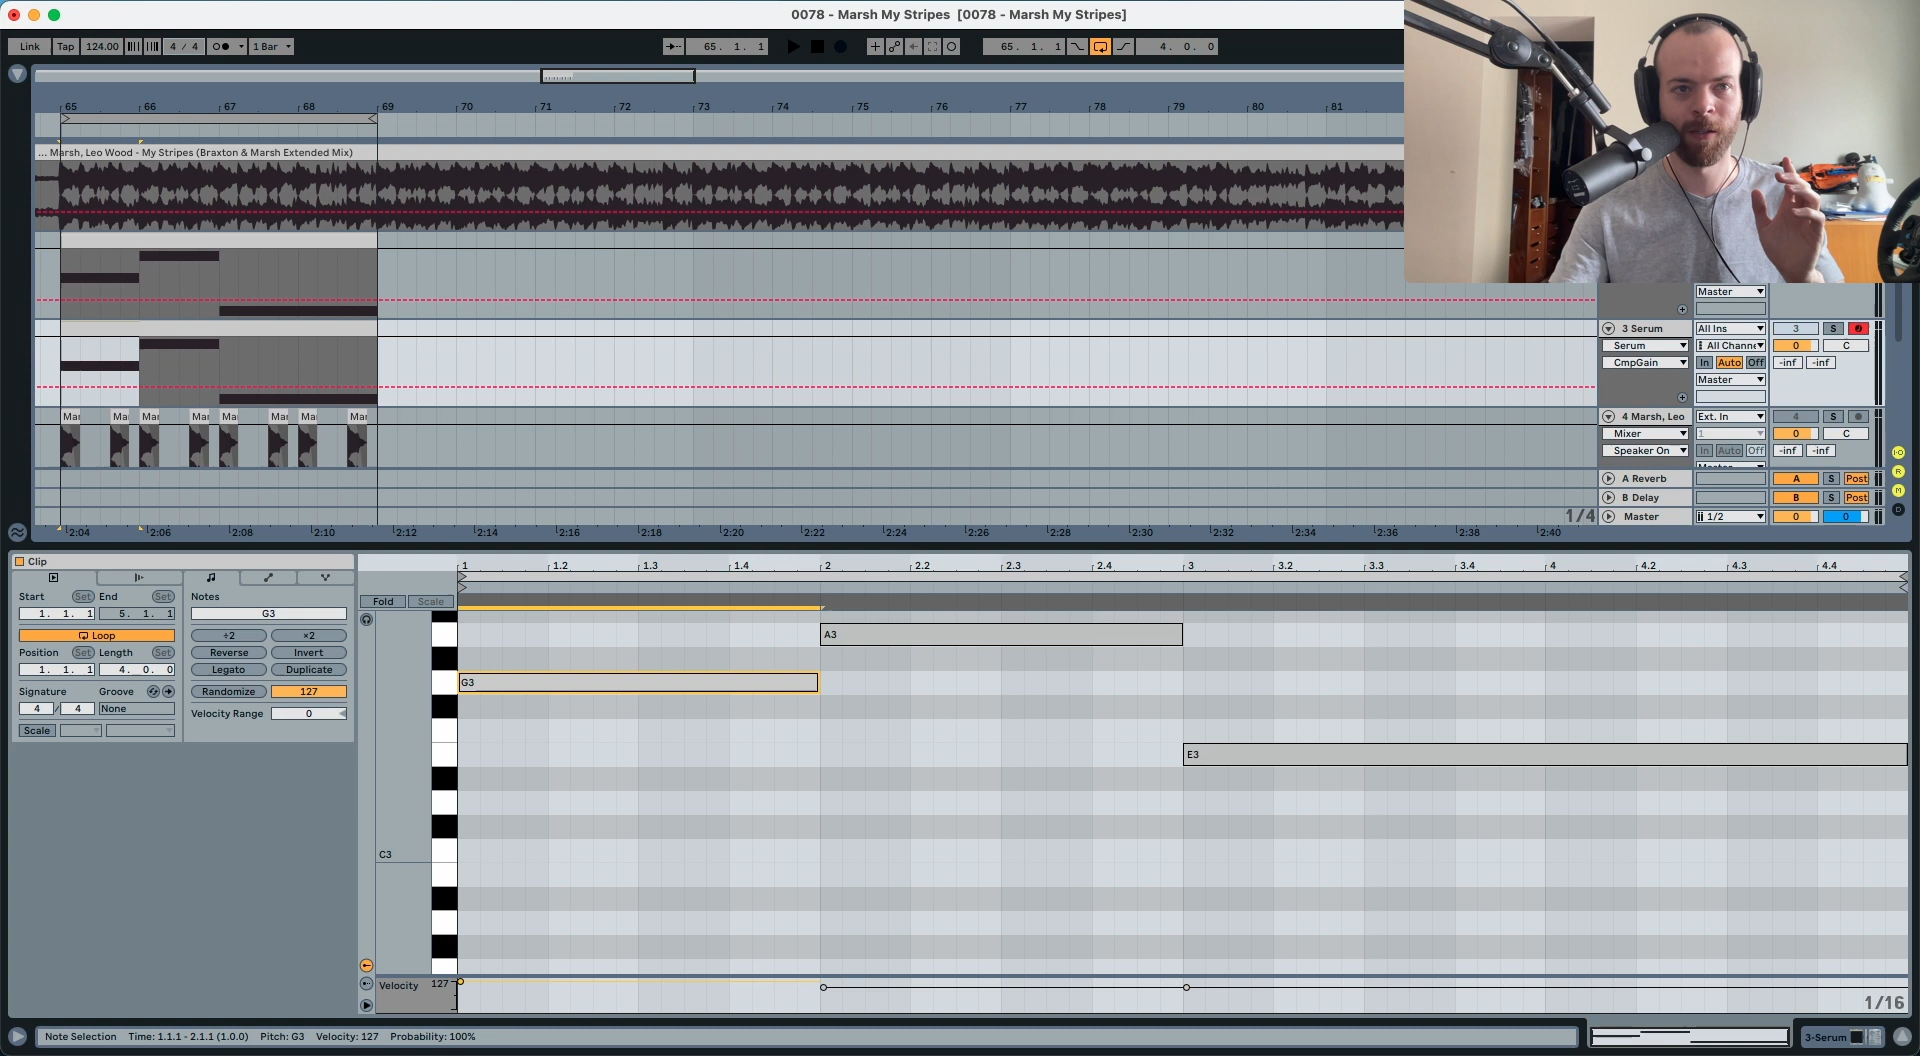 0078 - Marsh My Stripes [0078 - Marsh My Stripes]
Link Tap 124.00 4 / 4 1 Bar 65. 1. 1 65. 1. 1 4. 0. 0
65 66 67 68 69 70 71 72 73 74 75 76 77 78 79 80 81
... Marsh, Leo Wood - My Stripes (Braxton & Marsh Extended Mix)
Master
3 Serum All Ins 3 S
Serum All Channe 0 C
CmpGain In Auto Off -inf -inf
Master
Mar Ma Mar Mar Mar Ma Mar Mar 4 Marsh, Leo Ext. In 4 S
Mixer 1 0 C
Speaker On In Auto Off -inf -inf
Master
A Reverb A S Post
B Delay B S Post
1/4 Master 1/2 0 0
2:04 2:06 2:08 2:10 2:12 2:14 2:16 2:18 2:20 2:22 2:24 2:26 2:28 2:30 2:32 2:34 2:36 2:38 2:40
Clip
1 1.2 1.3 1.4 2 2.2 2.3 2.4 3 3.2 3.3 3.4 4 4.2 4.3 4.4
Start Set End Set Notes
Fold Scale
1. 1. 1 5. 1. 1 G3
Loop ÷2 ×2
A3
Position Set Length Set Reverse Invert
1. 1. 1 4. 0. 0 Legato Duplicate
G3
Signature Groove Randomize 127
4 / 4 None Velocity Range 0
Scale
E3
C3
Velocity 127
1/16
Note Selection Time: 1.1.1 - 2.1.1 (1.0.0) Pitch: G3 Velocity: 127 Probability: 100%
3-Serum